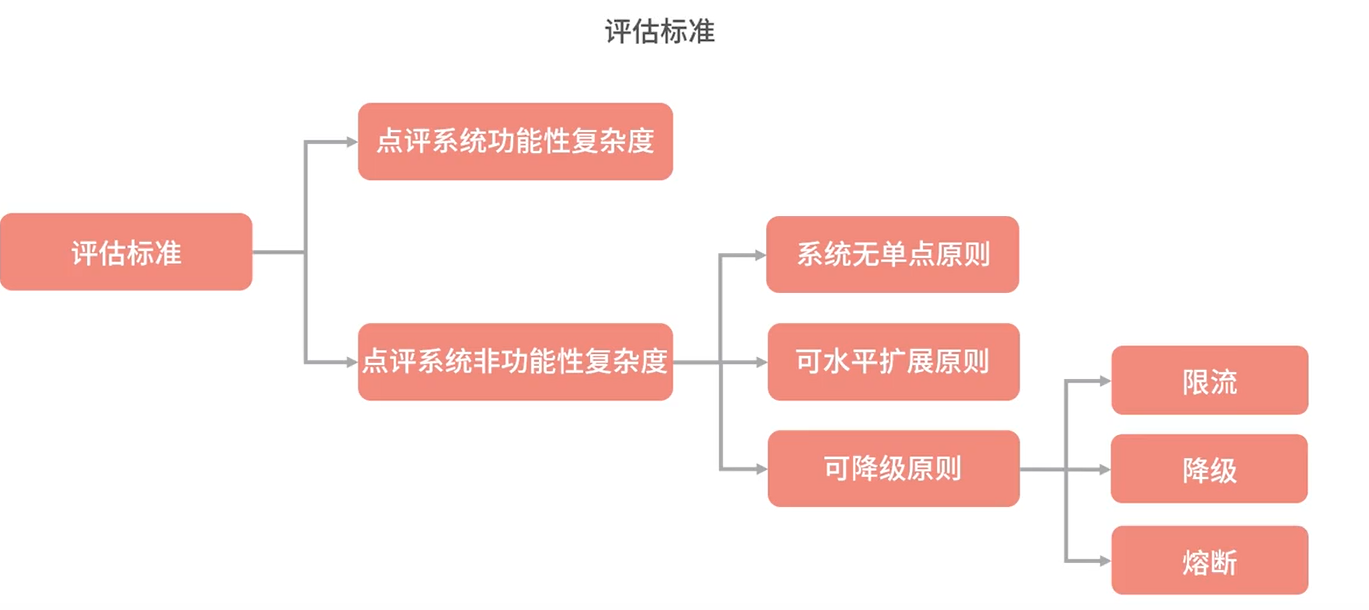 评估标准
点评系统功能性复杂度
评估标准
系统无单点原则
点评系统非功能性复杂度
可水平扩展原则
限流
可降级原则
降级
熔断